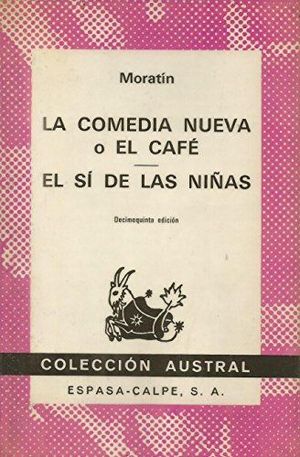 Moratín
LA COMEDIA NUEVA
o EL CAFÉ
EL SÍ DE LAS NIÑAS
Decimoquinta edición
COLECCIÓN AUSTRAL
ESPASA-CALPE, S. A.